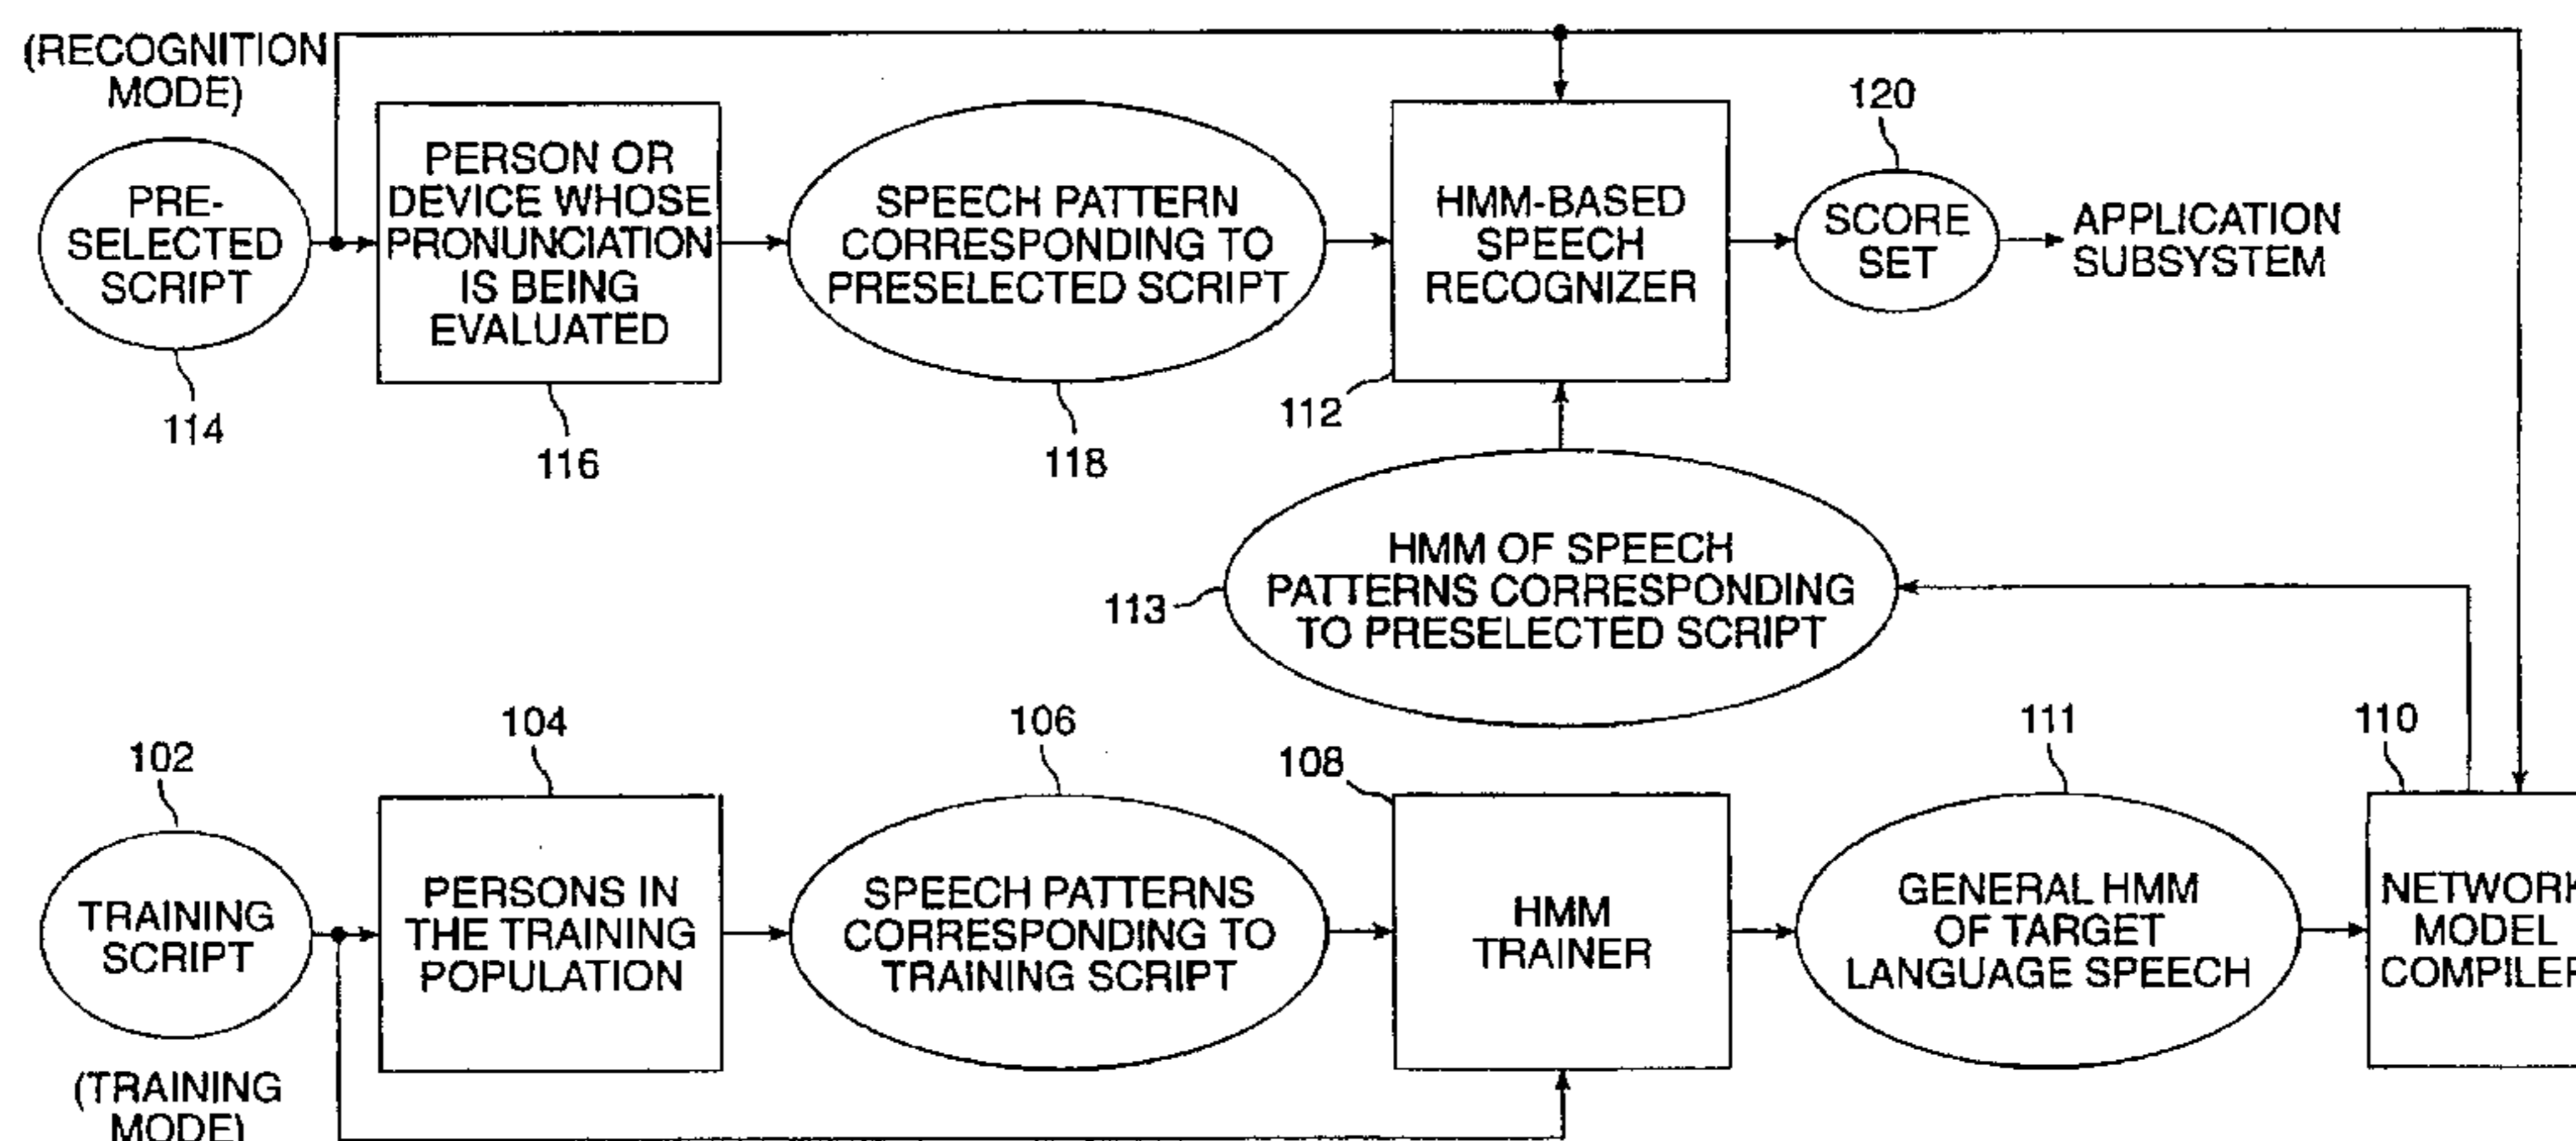 (RECOGNITION
MODE)
PRE-
SELECTED
SCRIPT
114
PERSON OR
DEVICE WHOSE
PRONUNCIATION
IS BEING
EVALUATED
116
SPEECH PATTERN
CORRESPONDING TO
PRESELECTED SCRIPT
118
HMM-BASED
SPEECH
RECOGNIZER
112
120
SCORE
SET
APPLICATION
SUBSYSTEM
HMM OF SPEECH
PATTERNS CORRESPONDING
TO PRESELECTED SCRIPT
113
102
TRAINING
SCRIPT
(TRAINING
MODE)
104
PERSONS IN
THE TRAINING
POPULATION
106
SPEECH PATTERNS
CORRESPONDING TO
TRAINING SCRIPT
108
HMM
TRAINER
111
GENERAL HMM
OF TARGET
LANGUAGE SPEECH
110
NETWORK
MODEL
COMPILER